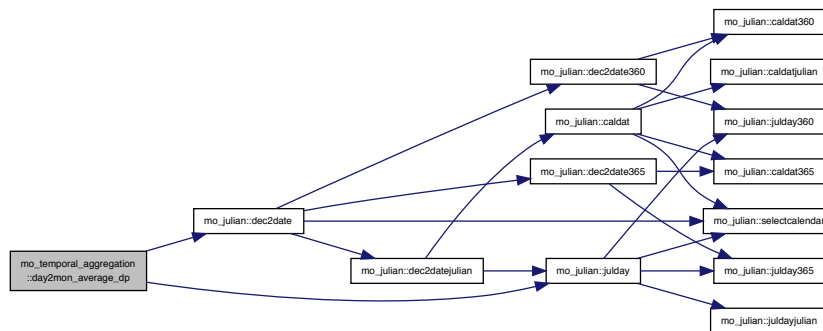 mo_julian::caldat360
mo_julian::dec2date360
mo_julian::caldatjulian
mo_julian::caldat
mo_julian::julday360
mo_julian::dec2date365
mo_julian::caldat365
mo_julian::dec2date
mo_julian::selectcalendar
mo_temporal_aggregation
::day2mon_average_dp
mo_julian::dec2datejulian
mo_julian::julday
mo_julian::julday365
mo_julian::juldayjulian